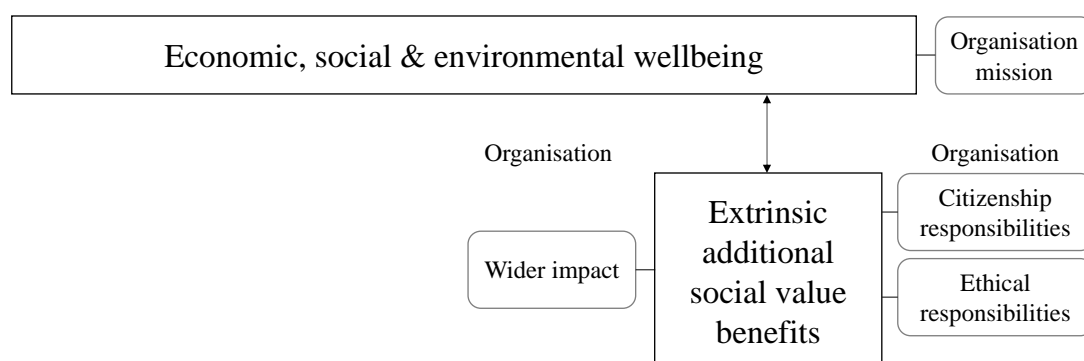 Economic, social & environmental wellbeing
Organisation
mission
Organisation
Organisation
Wider impact
Extrinsic
additional
social value
benefits
Citizenship
responsibilities
Ethical
responsibilities